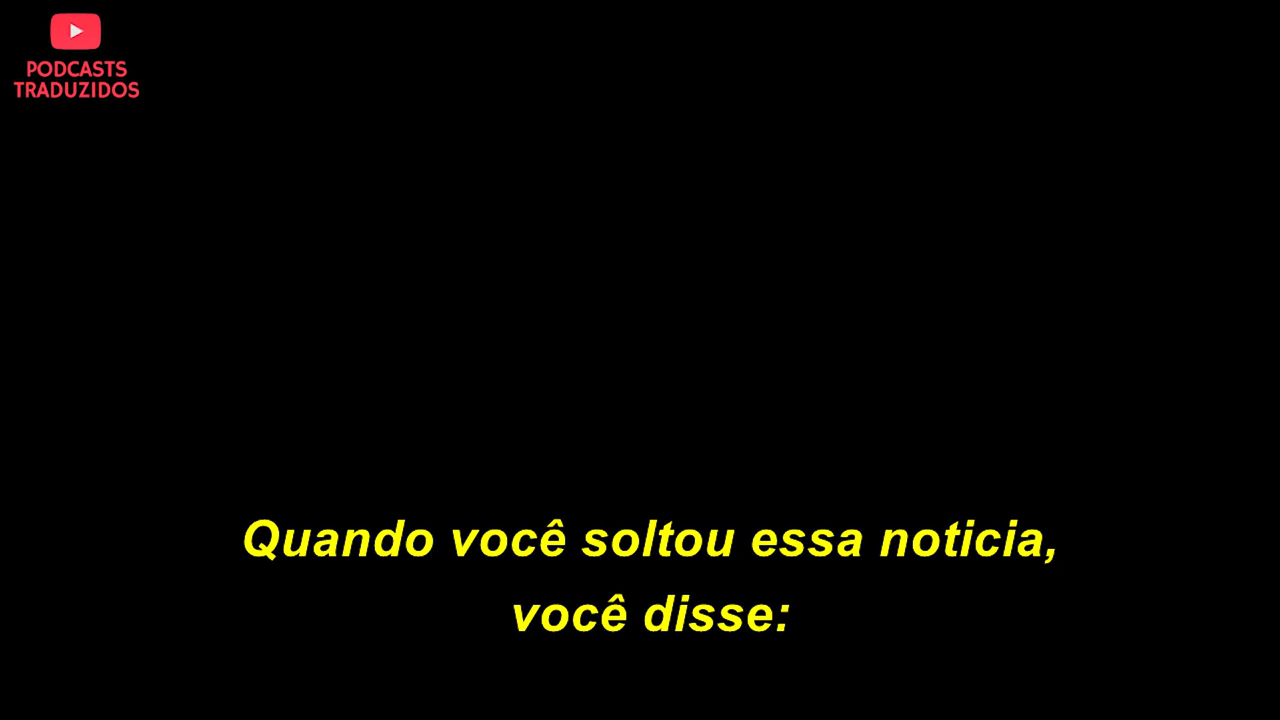 PODCASTS
TRADUZIDOS
Quando você soltou essa noticia,
você disse: